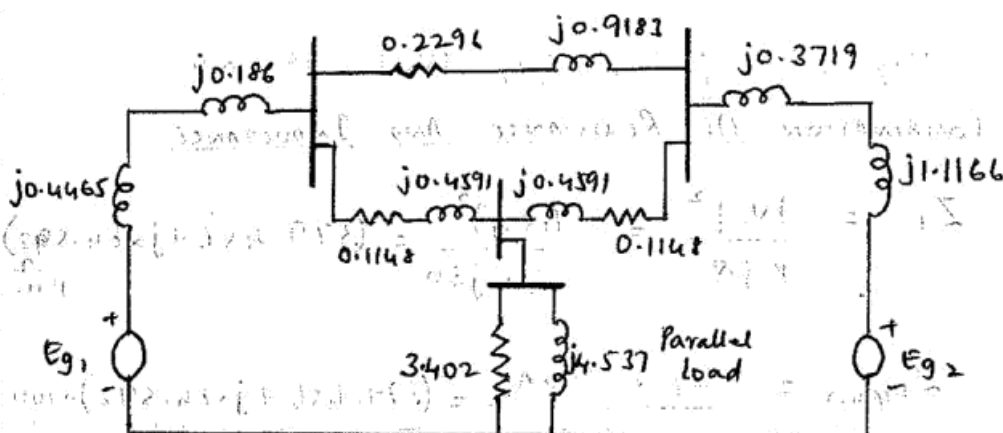 0.2296
j0.9183
j0.186
j0.3719
j0.4465
j0.4591
j0.4591
j1.1166
0.1148
0.1148
+
Eg1
-
3.402
j4.537
Parallel
load
+
Eg2
-